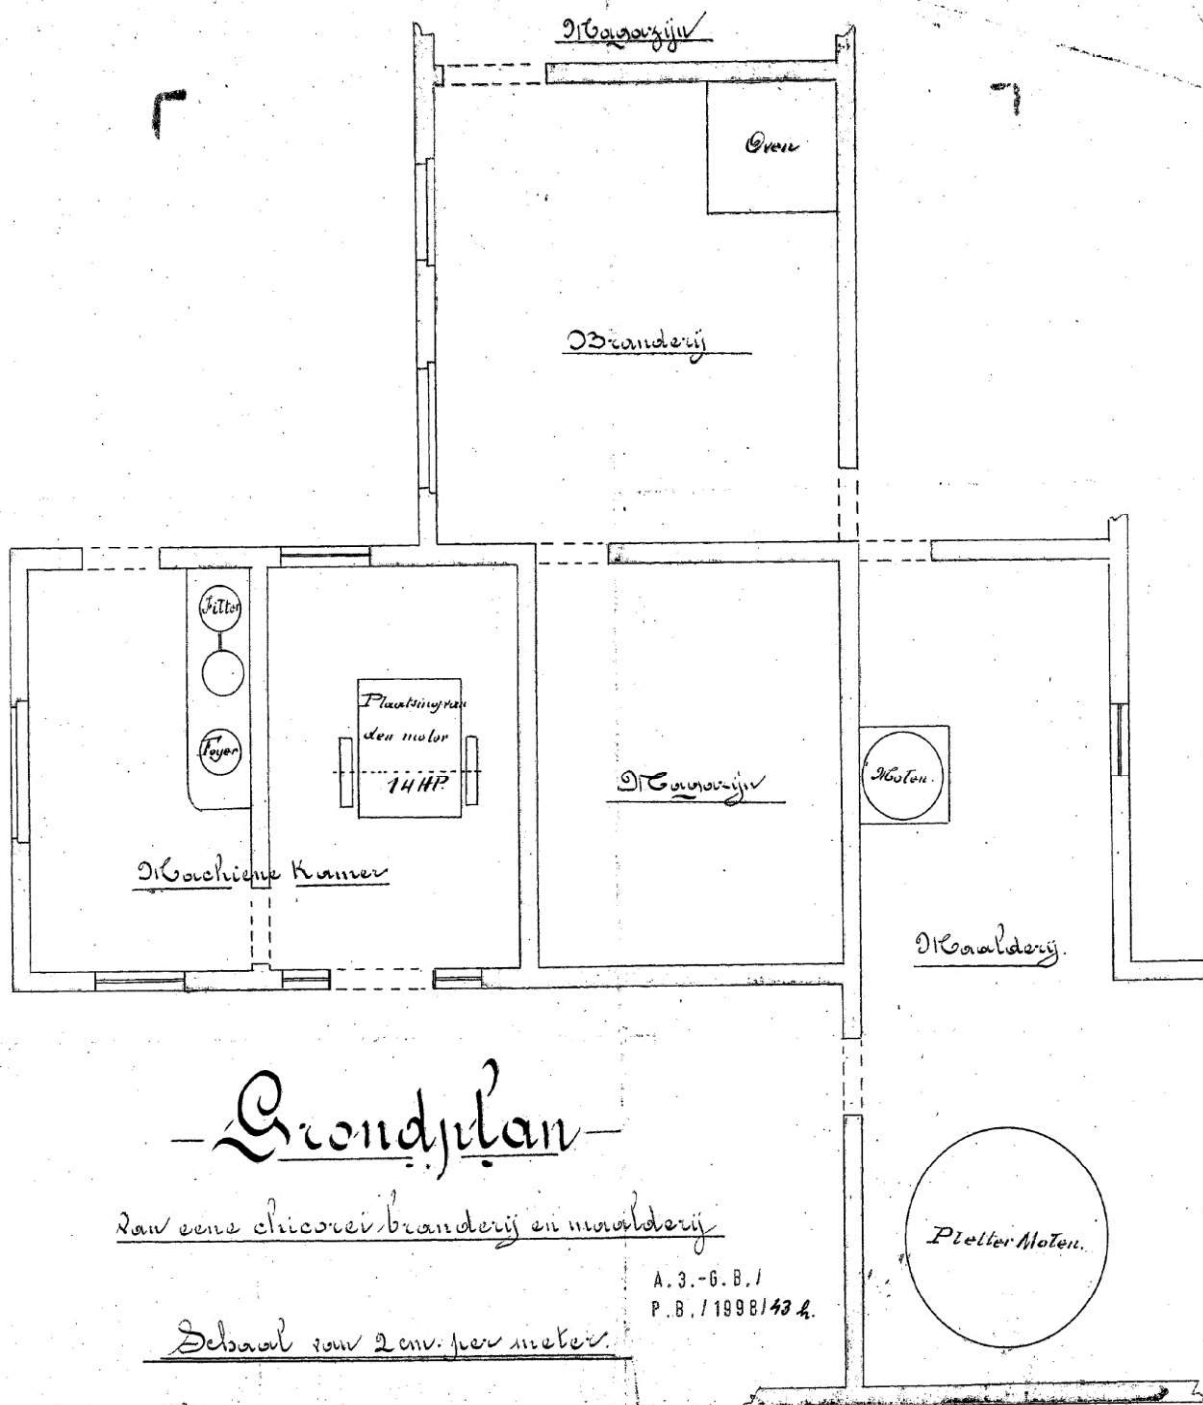 Magazijn
Oven
Branderij
Filter
Foyer
Plaatsing van
den motor
14 HP.
Machiene Kamer
Magazijn
Molen.
Maalderij.
Grondplan
van eene chicorei branderij en maalderij
A.3.-G.B./
P.B./1998/43 h.
Schaal van 2 cm. per meter.
Pletter Molen.